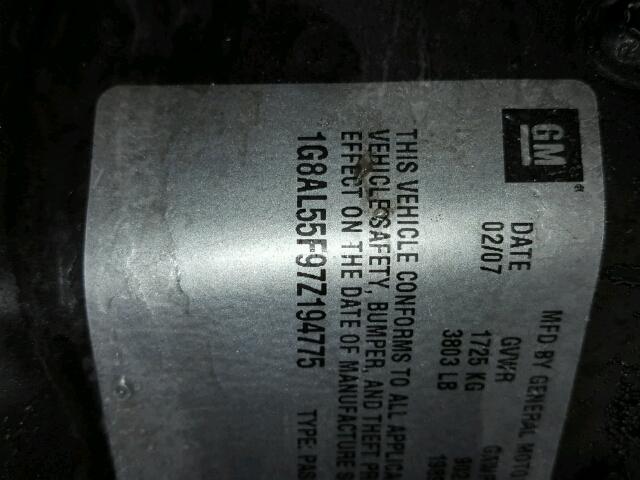 GM
DATE
02/07
MFD BY GENERAL MOTO
GVWR
1725 KG
3803 LB
THIS VEHICLE CONFORMS TO ALL APPLICA
VEHICLE SAFETY, BUMPER, AND THEFT PR
EFFECT ON THE DATE OF MANUFACTURE S
1G8AL55F97Z194775 TYPE: PAS